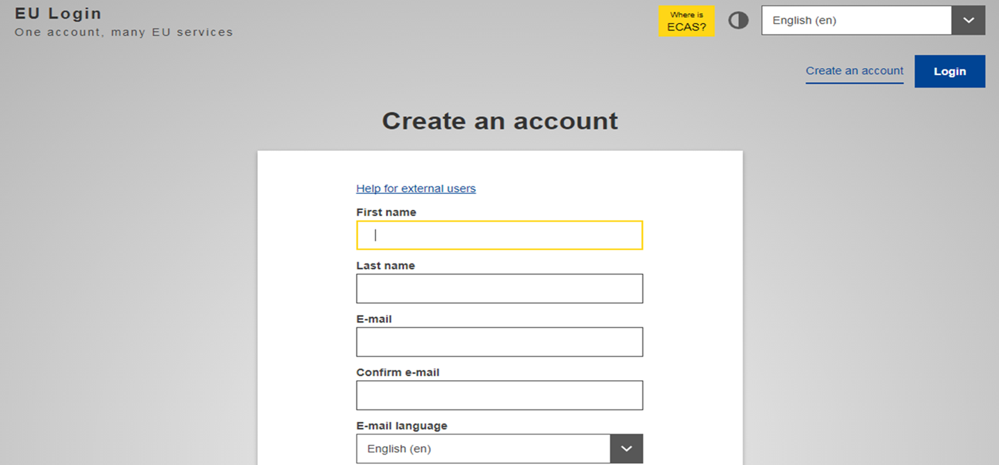 EU Login
One account, many EU services
Where is
ECAS?
English (en)
Create an account
Login
Create an account
Help for external users
First name
Last name
E-mail
Confirm e-mail
E-mail language
English (en)